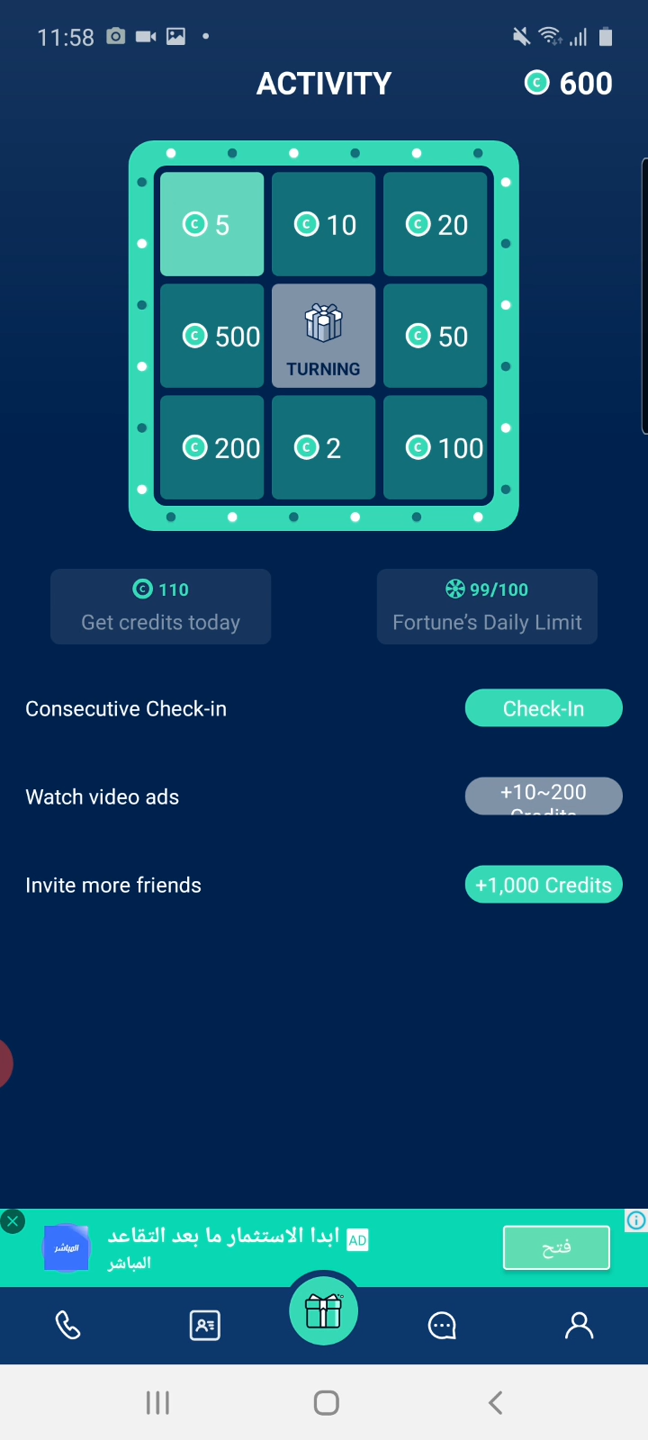 11:58
ACTIVITY
C 600
C 5
C 10
C 20
C 500
TURNING
C 50
C 200
C 2
C 100
C 110
Get credits today
99/100
Fortune's Daily Limit
Consecutive Check-in
Check-In
Watch video ads
+10~200
Credits
Invite more friends
+1,000 Credits
ابدا الاستثمار ما بعد التقاعد AD
المباشر
المباشر
فتح